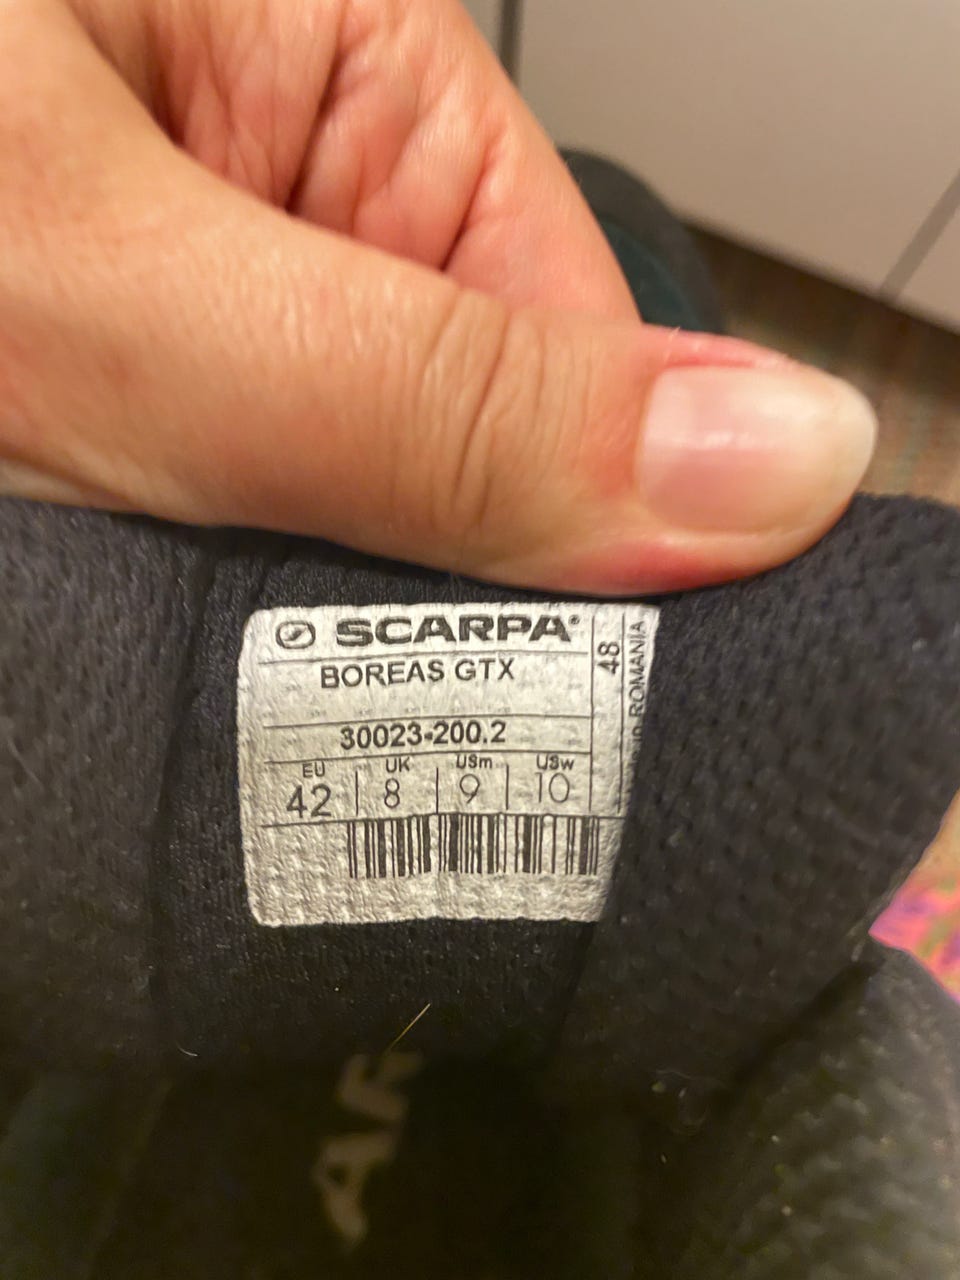 SCARPA®
BOREAS GTX
30023-200.2
EU UK USm USw
42 8 9 10
48
ROMANIA